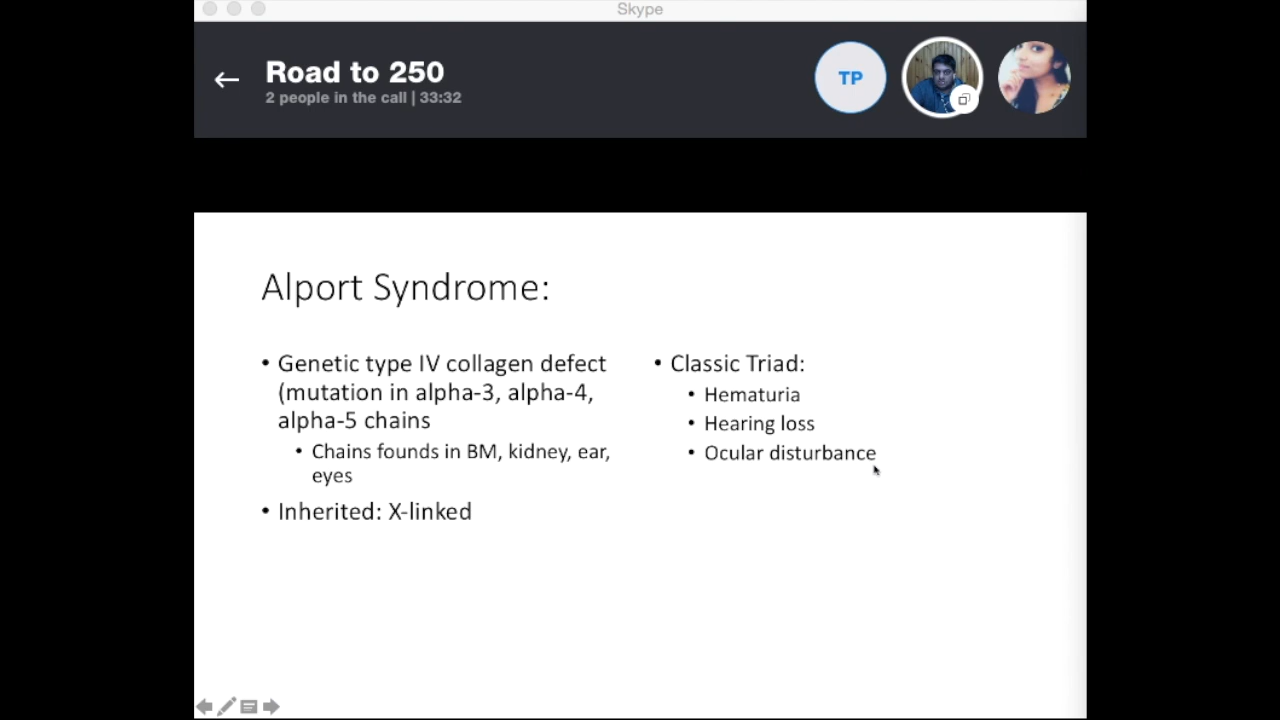 Skype
Road to 250
2 people in the call | 33:32
TP
Alport Syndrome:
• Genetic type IV collagen defect
(mutation in alpha-3, alpha-4,
alpha-5 chains
• Chains founds in BM, kidney, ear,
eyes
• Inherited: X-linked
• Classic Triad:
• Hematuria
• Hearing loss
• Ocular disturbance